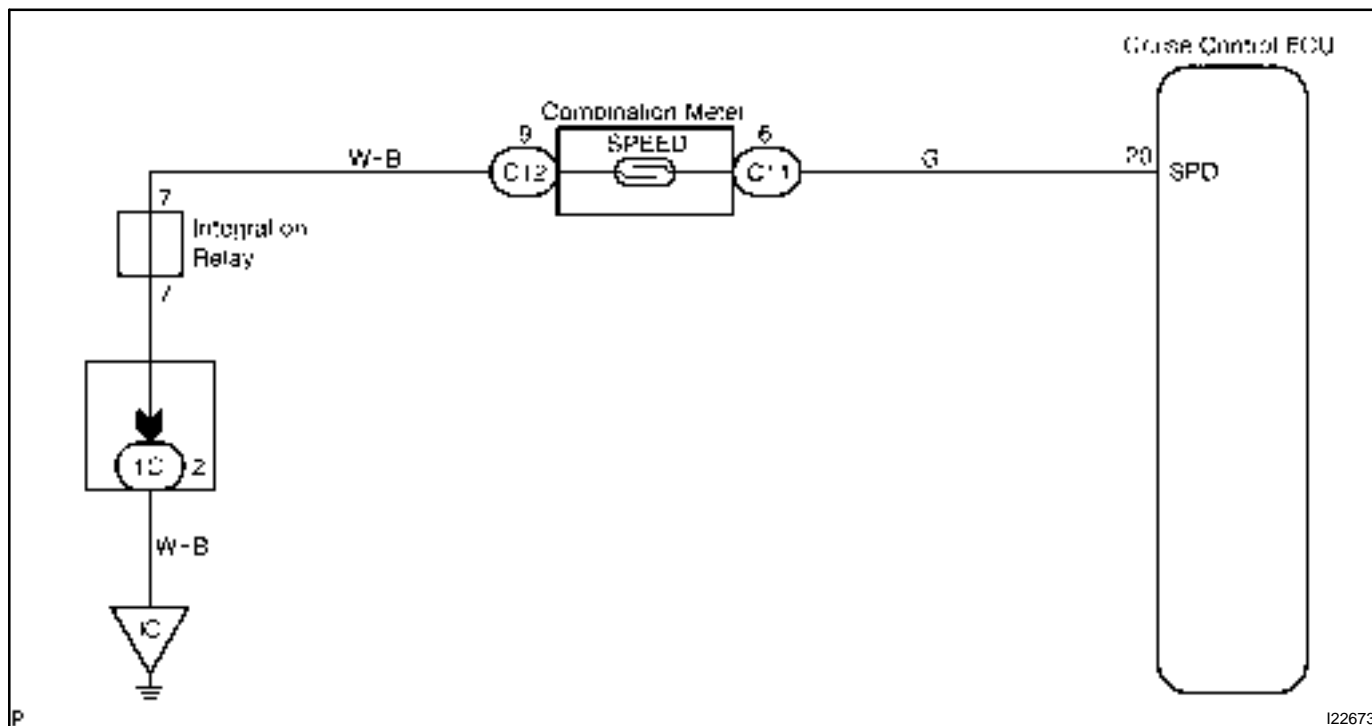 Cruise Control ECU
Combination Meter
9
SPEED
6
W-B
C12
C11
G
20
SPD
7
Integration
Relay
7
1C
2
W-B
IC
P
I22673